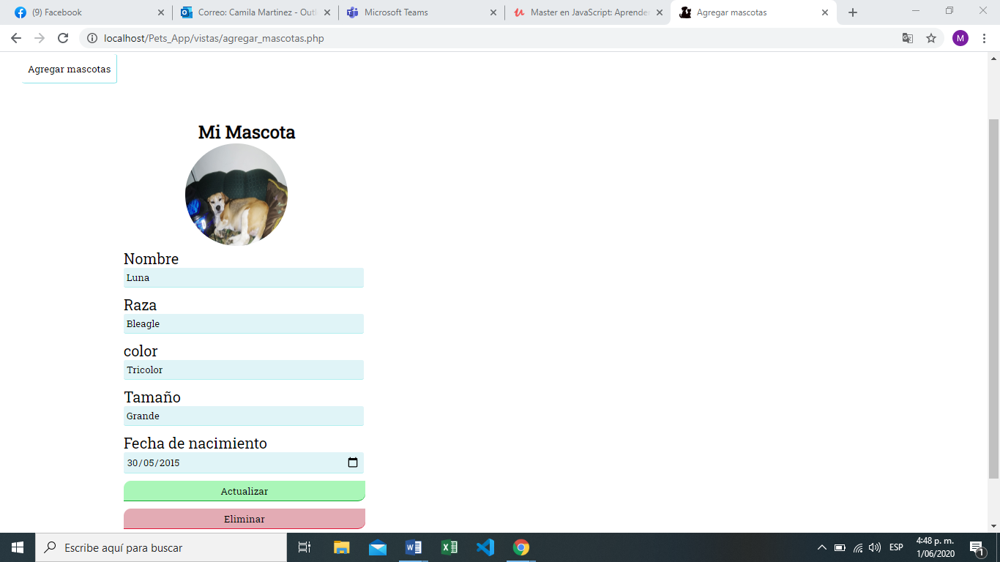 (9) Facebook
Correo: Camila Martinez - Outl
Microsoft Teams
Master en JavaScript: Aprender
Agregar mascotas
localhost/Pets_App/vistas/agregar_mascotas.php
M
Agregar mascotas
Mi Mascota
Nombre
Luna
Raza
Bleagle
color
Tricolor
Tamaño
Grande
Fecha de nacimiento
30/05/2015
Actualizar
Eliminar
Escribe aquí para buscar
ESP
4:48 p. m.
1/06/2020
1